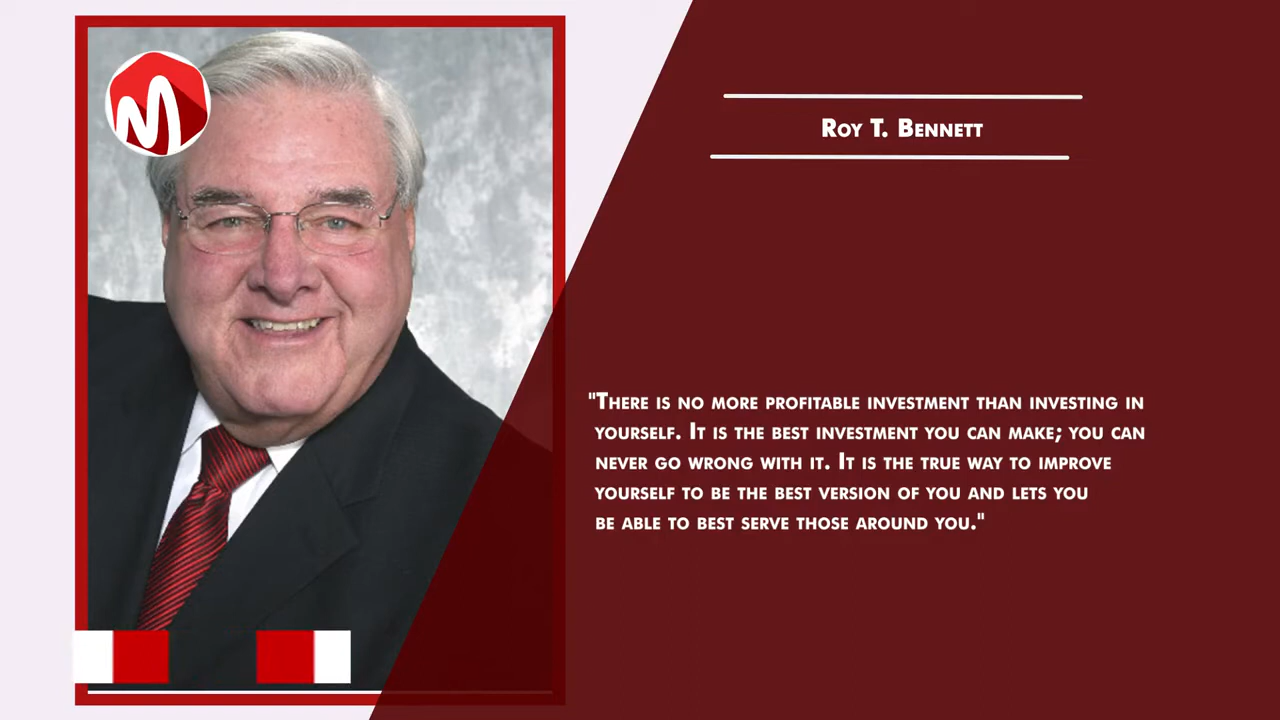 Roy T. Bennett
"There is no more profitable investment than investing in
yourself. It is the best investment you can make; you can
never go wrong with it. It is the true way to improve
yourself to be the best version of you and lets you
be able to best serve those around you."